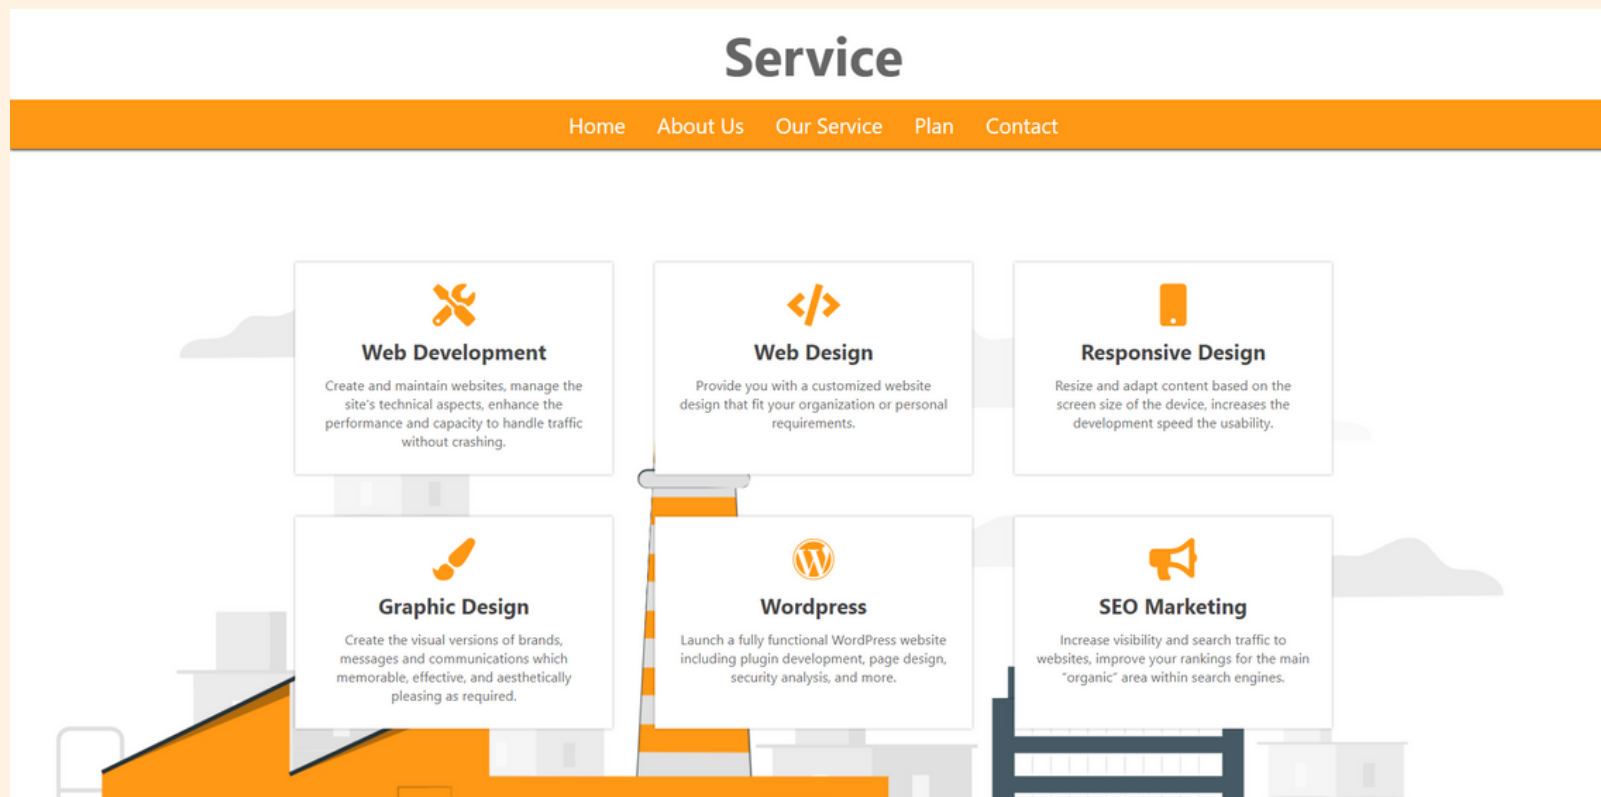 Service
Home About Us Our Service Plan Contact
Web Development
Create and maintain websites, manage the
site's technical aspects, enhance the
performance and capacity to handle traffic
without crashing.
Web Design
Provide you with a customized website
design that fit your organization or personal
requirements.
Responsive Design
Resize and adapt content based on the
screen size of the device, increases the
development speed the usability.
Graphic Design
Create the visual versions of brands,
messages and communications which
memorable, effective, and aesthetically
pleasing as required.
Wordpress
Launch a fully functional WordPress website
including plugin development, page design,
security analysis, and more.
SEO Marketing
Increase visibility and search traffic to
websites, improve your rankings for the main
"organic" area within search engines.